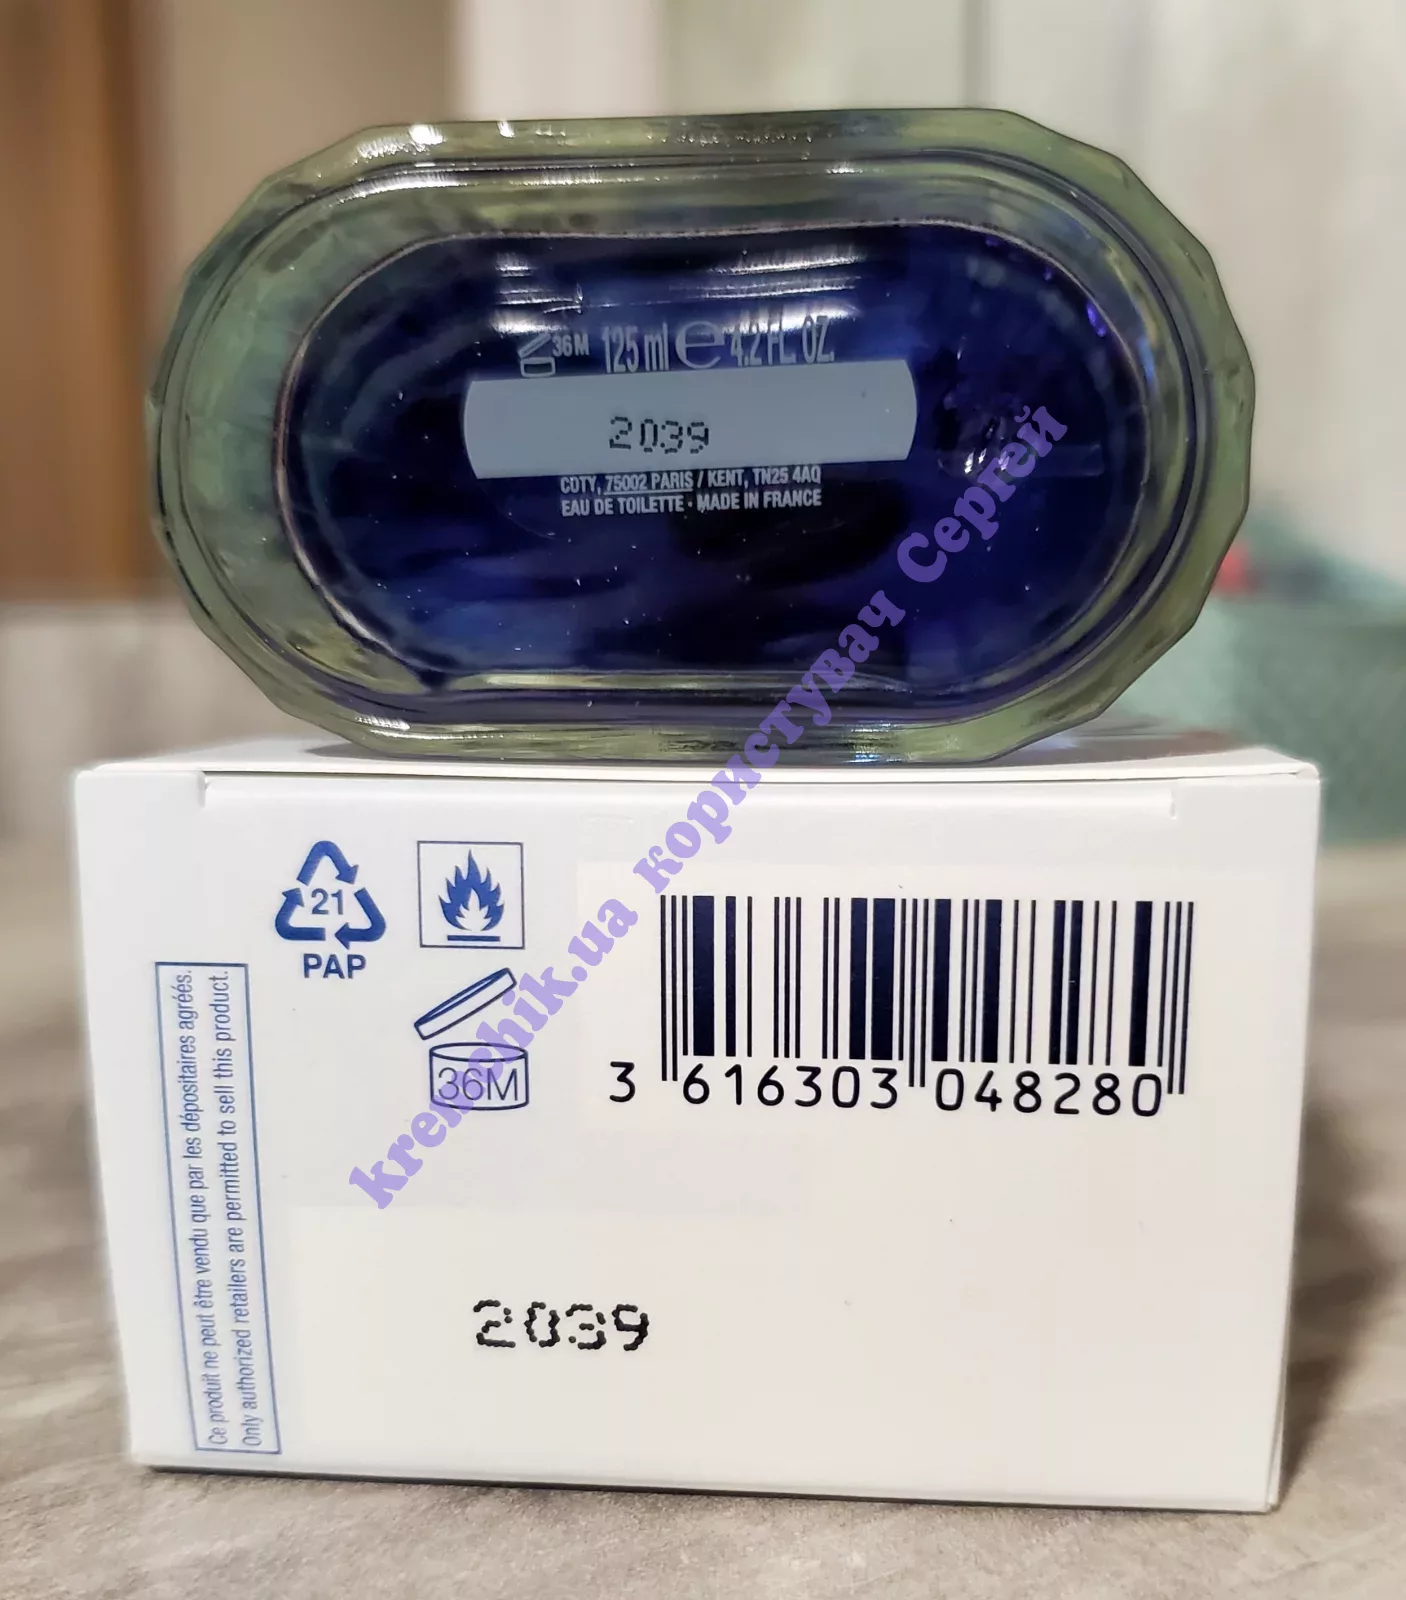 36M 125 ml e 4.2 FL. OZ.
2039
COTY, 75002 PARIS / KENT, TN25 4AQ
EAU DE TOILETTE · MADE IN FRANCE
21
PAP
36M
3 616303 048280
Ce produit ne peut être vendu que par les dépositaires agréés.
Only authorized retailers are permitted to sell this product.
2039
kremchik.ua користувач Сергей